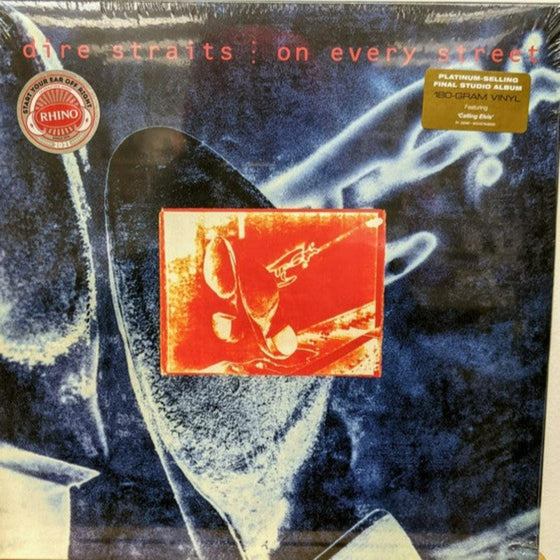 dire straits : on every street
START YOUR EAR OFF RIGHT
RHINO
2021
PLATINUM-SELLING
FINAL STUDIO ALBUM
180-GRAM VINYL
Featuring
'Calling Elvis'